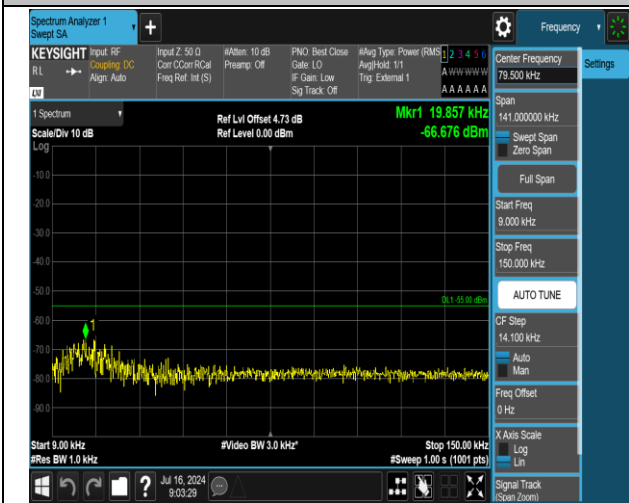 Spectrum Analyzer 1
Swept SA
Frequency
KEYSIGHT
RL
LXI
Input: RF
Coupling: DC
Align: Auto
Input Z: 50 Ω
Corr CCorr RCal
Freq Ref: Int (S)
#Atten: 10 dB
Preamp: Off
PNO: Best Close
Gate: LO
IF Gain: Low
Sig Track: Off
#Avg Type: Power (RMS
Avg|Hold: 1/1
Trig: External 1
1 2 3 4 5 6
A W W W W W
A A A A A A
1 Spectrum
Scale/Div 10 dB
Ref Lvl Offset 4.73 dB
Ref Level 0.00 dBm
Mkr1 19.857 kHz
-66.676 dBm
Log
-10.0
-20.0
-30.0
-40.0
-50.0
DL1 -55.00 dBm
-60.0
1
-70.0
-80.0
-90.0
Start 9.00 kHz
#Res BW 1.0 kHz
#Video BW 3.0 kHz*
Stop 150.00 kHz
#Sweep 1.00 s (1001 pts)
Jul 16, 2024
9:03:29
Center Frequency
79.500 kHz
Settings
Span
141.000000 kHz
Swept Span
Zero Span
Full Span
Start Freq
9.000 kHz
Stop Freq
150.000 kHz
AUTO TUNE
CF Step
14.100 kHz
Auto
Man
Freq Offset
0 Hz
X Axis Scale
Log
Lin
Signal Track
(Span Zoom)